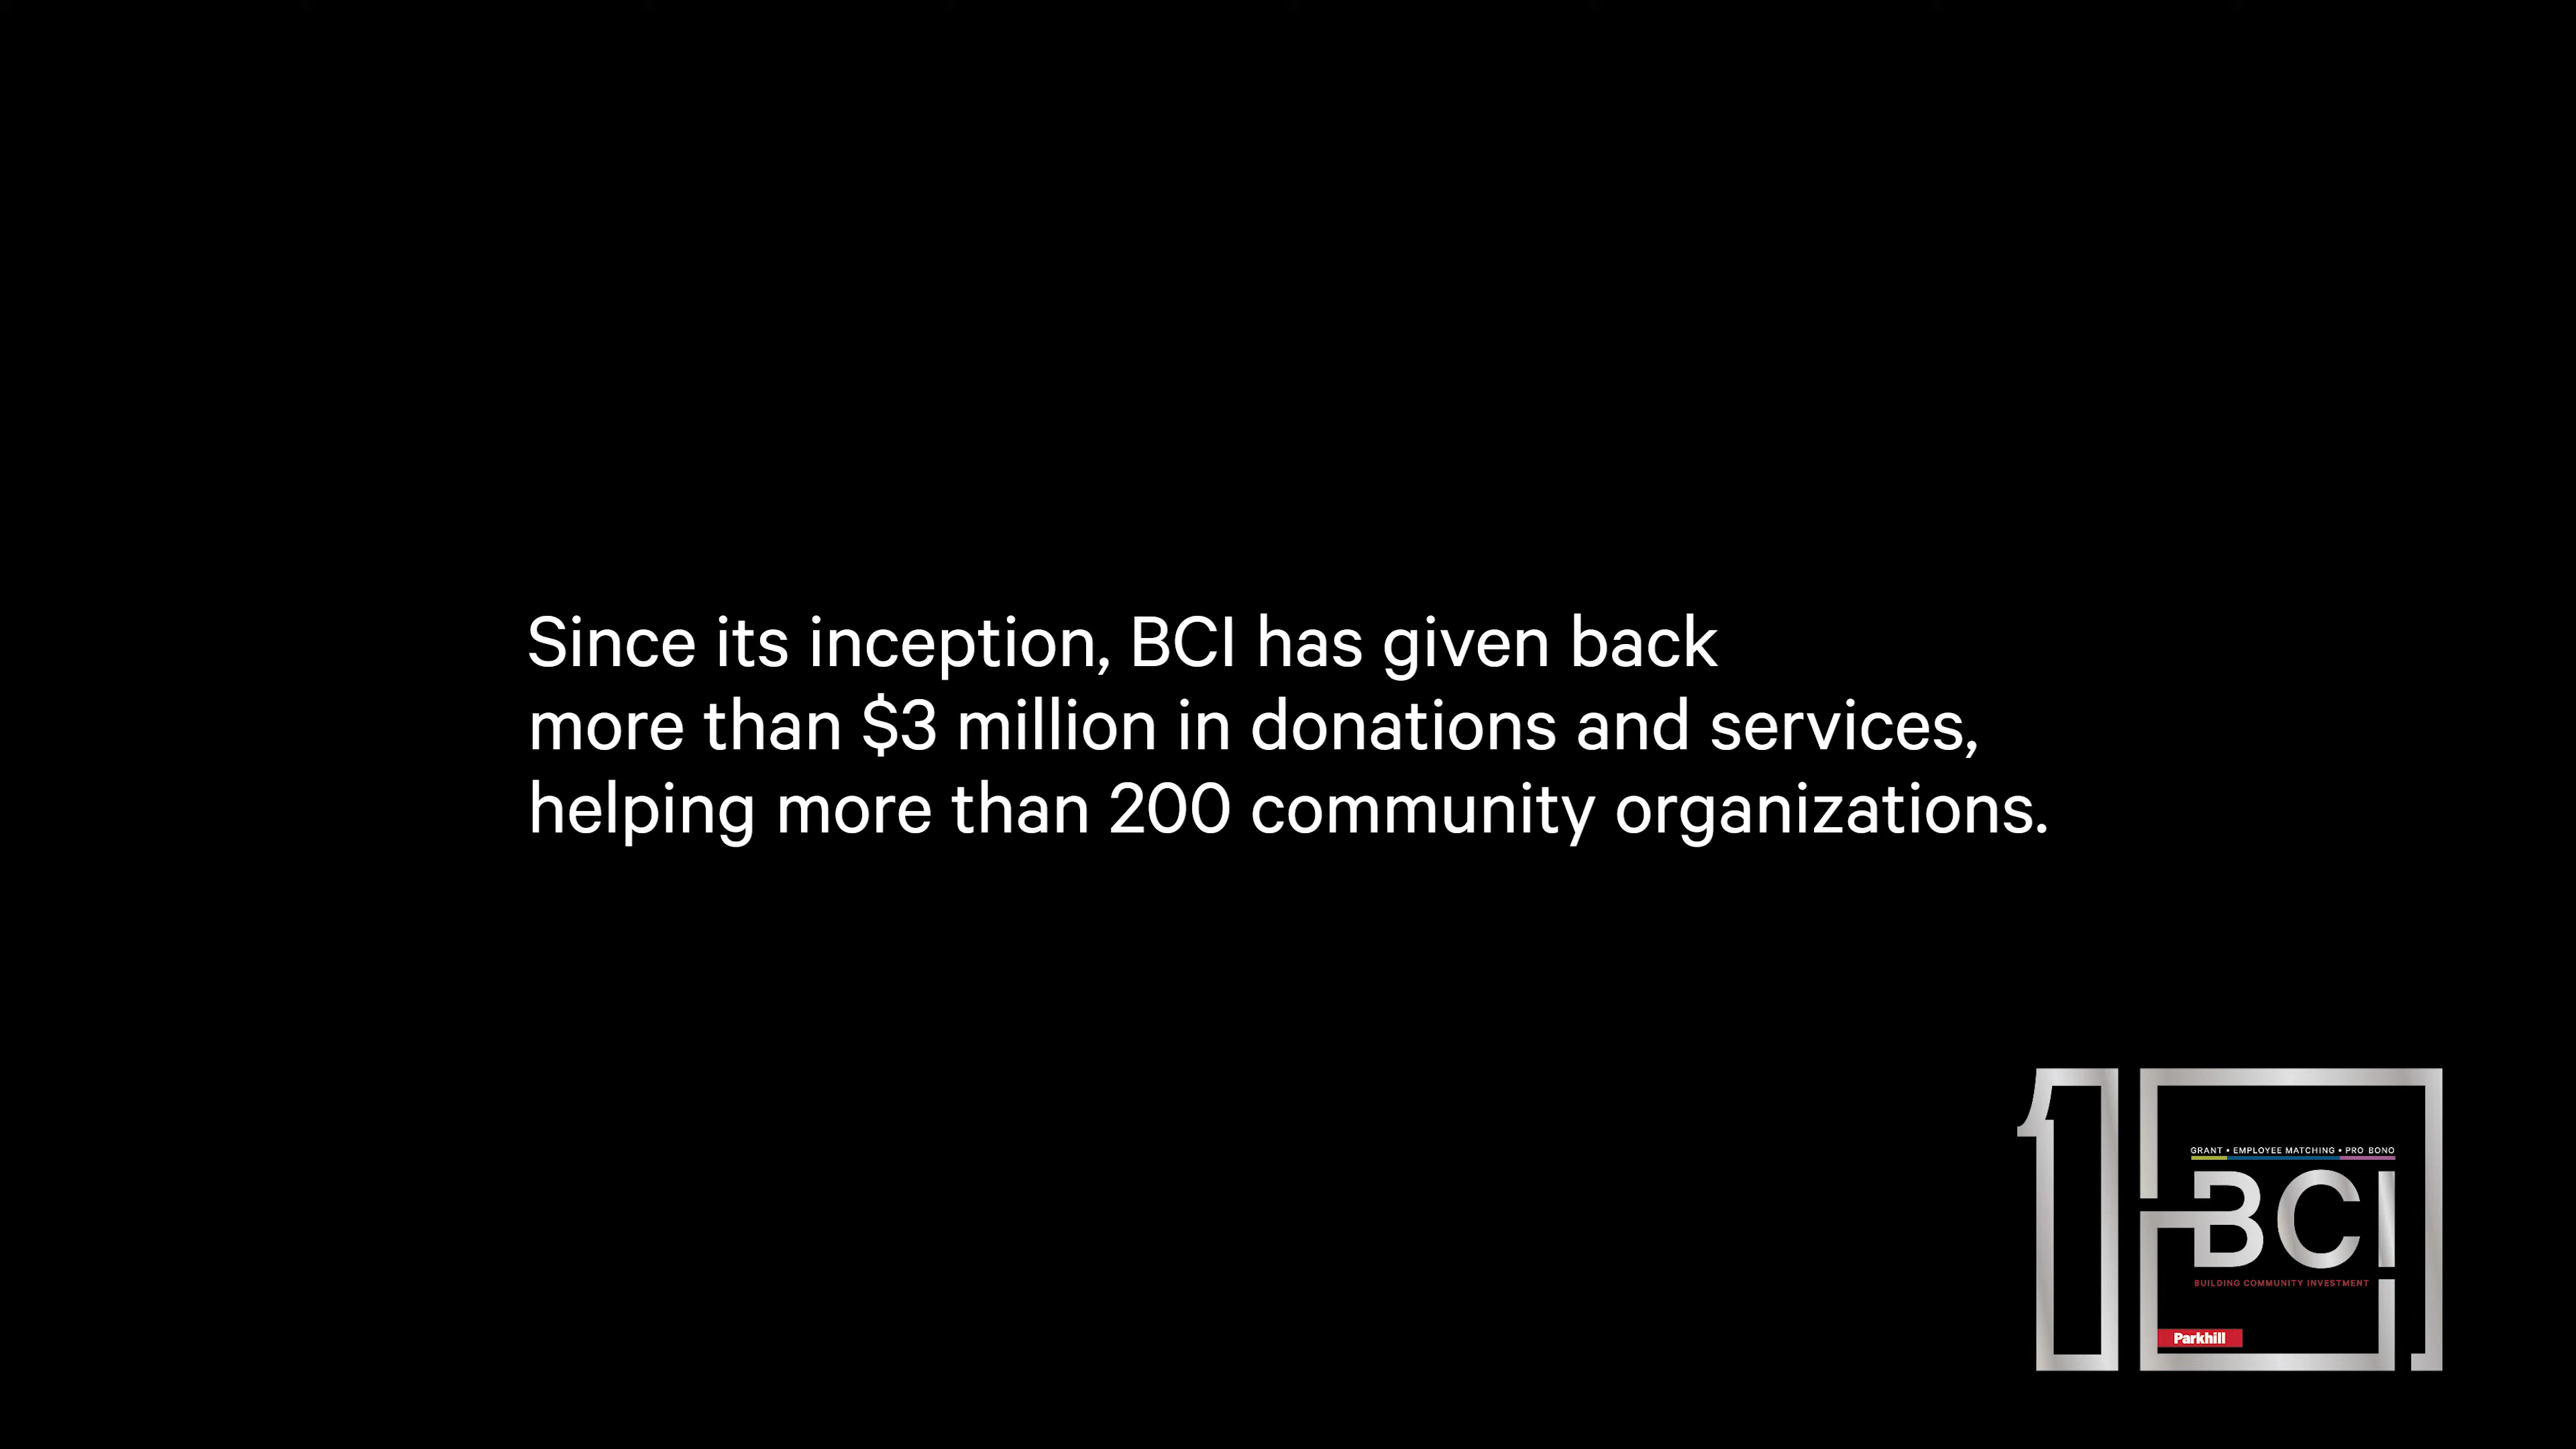 Since its inception, BCI has given back
more than $3 million in donations and services,
helping more than 200 community organizations.
10
GRANT • EMPLOYEE MATCHING • PRO BONO
BCI
BUILDING COMMUNITY INVESTMENT
Parkhill